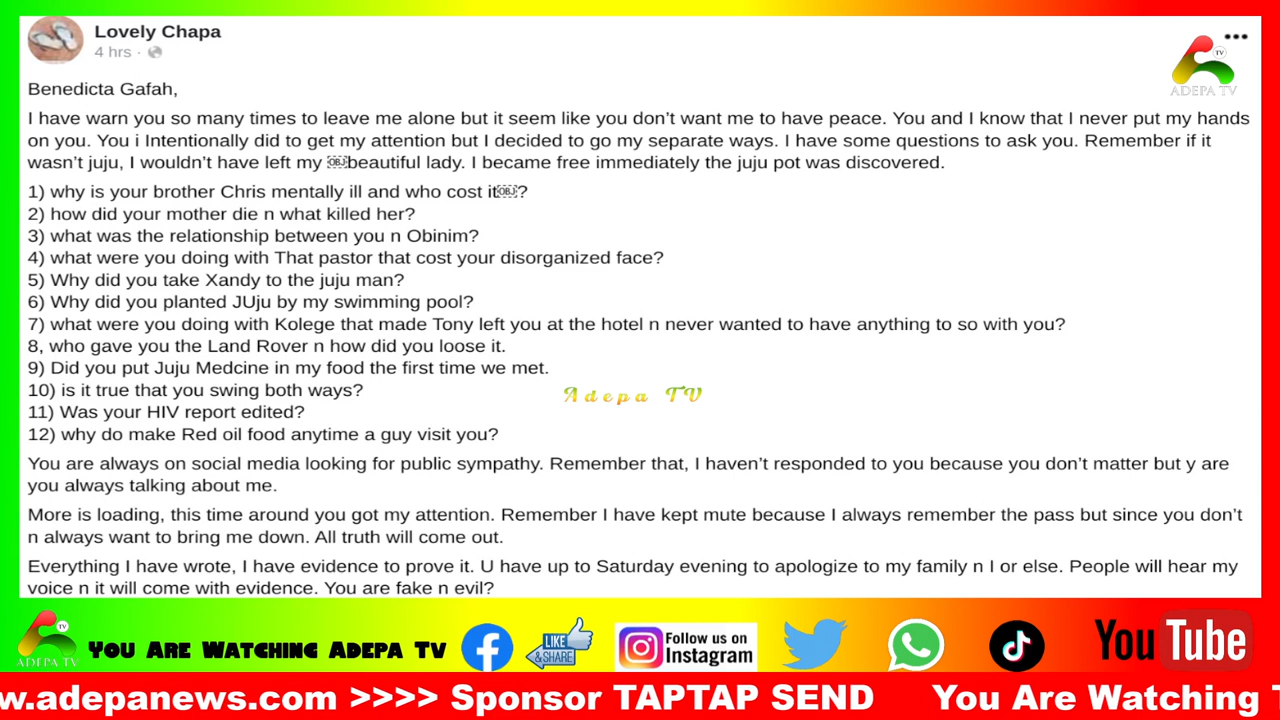 Lovely Chapa
4 hrs ·
TV
ADEPA TV
Benedicta Gafah,
I have warn you so many times to leave me alone but it seem like you don’t want me to have peace. You and I know that I never put my hands
on you. You i Intentionally did to get my attention but I decided to go my separate ways. I have some questions to ask you. Remember if it
wasn’t juju, I wouldn’t have left my ￼beautiful lady. I became free immediately the juju pot was discovered.
1) why is your brother Chris mentally ill and who cost it￼?
2) how did your mother die n what killed her?
3) what was the relationship between you n Obinim?
4) what were you doing with That pastor that cost your disorganized face?
5) Why did you take Xandy to the juju man?
6) Why did you planted JUju by my swimming pool?
7) what were you doing with Kolege that made Tony left you at the hotel n never wanted to have anything to so with you?
8, who gave you the Land Rover n how did you loose it.
9) Did you put Juju Medcine in my food the first time we met.
10) is it true that you swing both ways?
Adepa TV
11) Was your HIV report edited?
12) why do make Red oil food anytime a guy visit you?
You are always on social media looking for public sympathy. Remember that, I haven’t responded to you because you don’t matter but y are
you always talking about me.
More is loading, this time around you got my attention. Remember I have kept mute because I always remember the pass but since you don’t
n always want to bring me down. All truth will come out.
Everything I have wrote, I have evidence to prove it. U have up to Saturday evening to apologize to my family n I or else. People will hear my
voice n it will come with evidence. You are fake n evil?
TV
ADEPA TV
You Are Watching Adepa Tv
LIKE
& SHARE
Follow us on
Instagram
YouTube
w.adepanews.com >>>> Sponsor TAPTAP SEND You Are Watching T